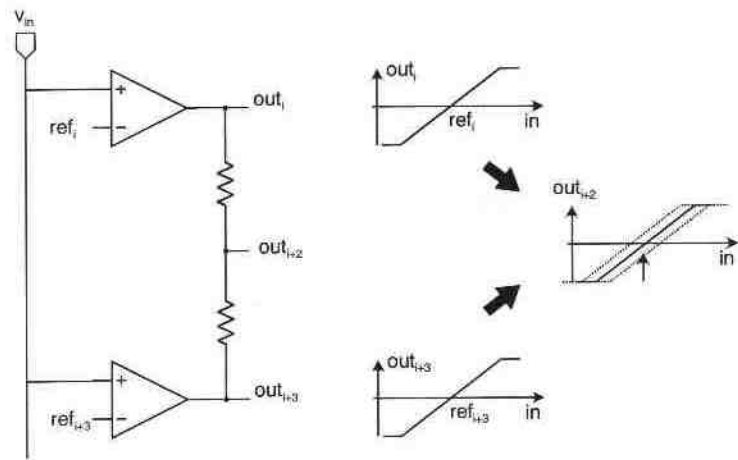 Vin
+
−
outi
refi
outi+2
+
−
outi+3
refi+3
outi
refi
in
outi+2
in
outi+3
refi+3
in